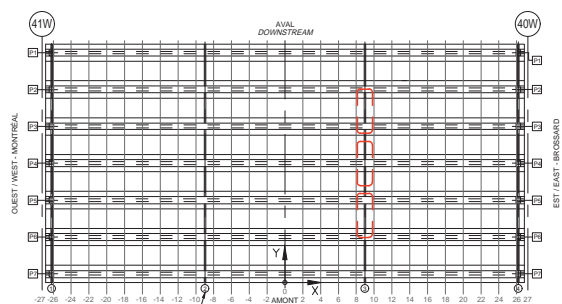 41W
AVAL
DOWNSTREAM
40W
P1
P1
P2
P2
P3
P3
P4
P4
P5
P5
P6
P6
P7
P7
OUEST / WEST - MONTRÉAL
EST / EAST - BROSSARD
Y
X
-27 -26 -24 -22 -20 -18 -16 -14 -12 -10 -8 -6 -4 -2 AMONT 4 6 8 10 12 14 16 18 20 22 24 26 27